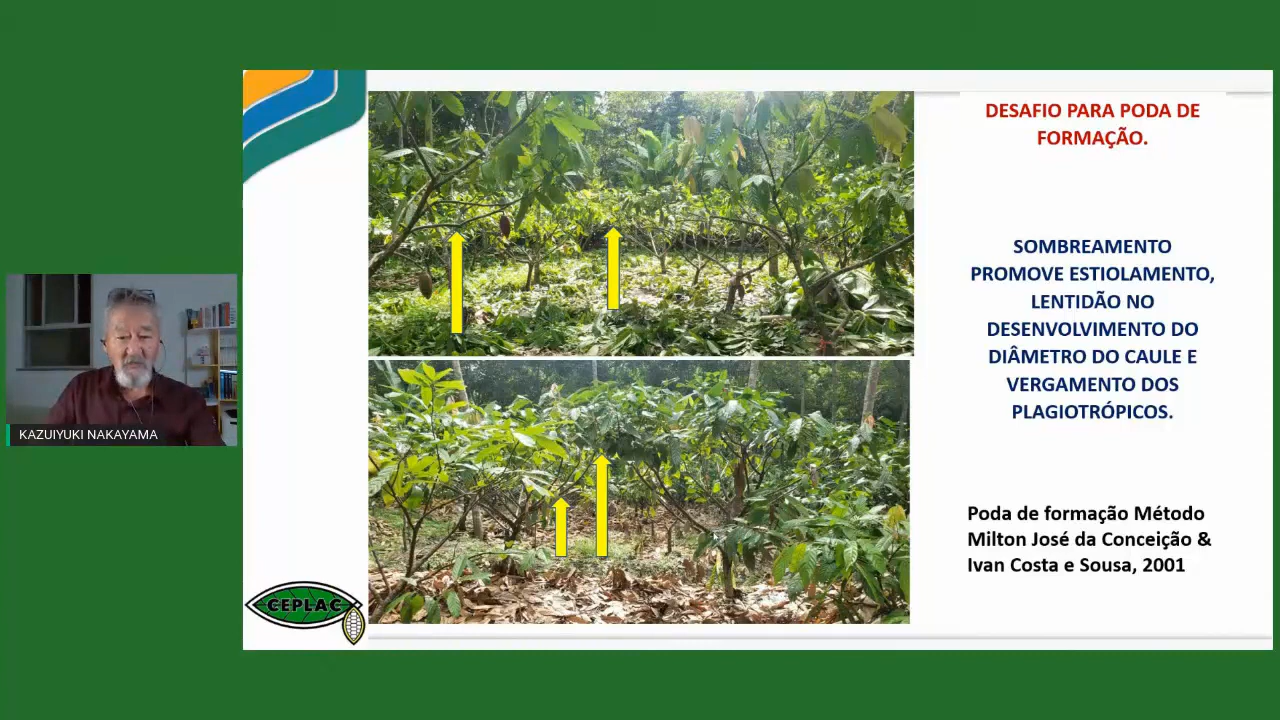 DESAFIO PARA PODA DE
FORMAÇÃO.
SOMBREAMENTO
PROMOVE ESTIOLAMENTO,
LENTIDÃO NO
DESENVOLVIMENTO DO
DIÂMETRO DO CAULE E
VERGAMENTO DOS
PLAGIOTRÓPICOS.
KAZUIYUKI NAKAYAMA
Poda de formação Método
Milton José da Conceição &
Ivan Costa e Sousa, 2001
CEPLAC